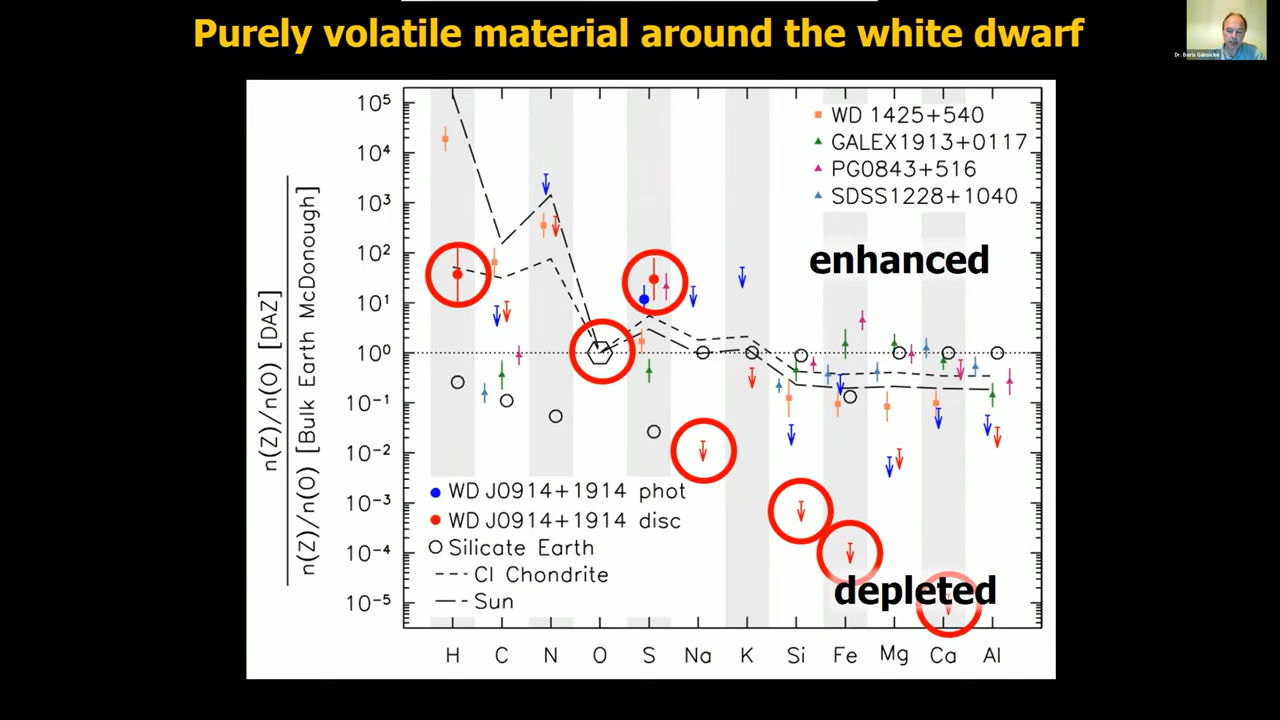 Purely volatile material around the white dwarf
Dr. Boris Gänsicke
n(Z)/n(O) [DAZ]
n(Z)/n(O) [Bulk Earth McDonough]
10⁵
10⁴
10³
10²
10¹
10⁰
10⁻¹
10⁻²
10⁻³
10⁻⁴
10⁻⁵
WD 1425+540
GALEX1913+0117
PG0843+516
SDSS1228+1040
enhanced
WD J0914+1914 phot
WD J0914+1914 disc
Silicate Earth
CI Chondrite
Sun
depleted
H C N O S Na K Si Fe Mg Ca Al